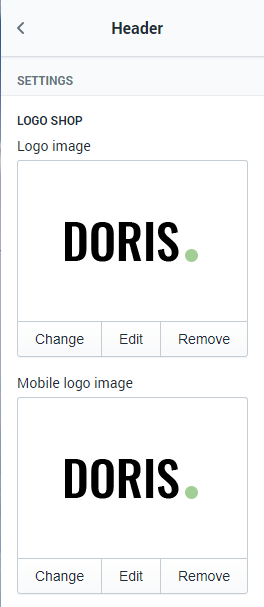 Header
SETTINGS
LOGO SHOP
Logo image
DORIS.
Change Edit Remove
Mobile logo image
DORIS.
Change Edit Remove